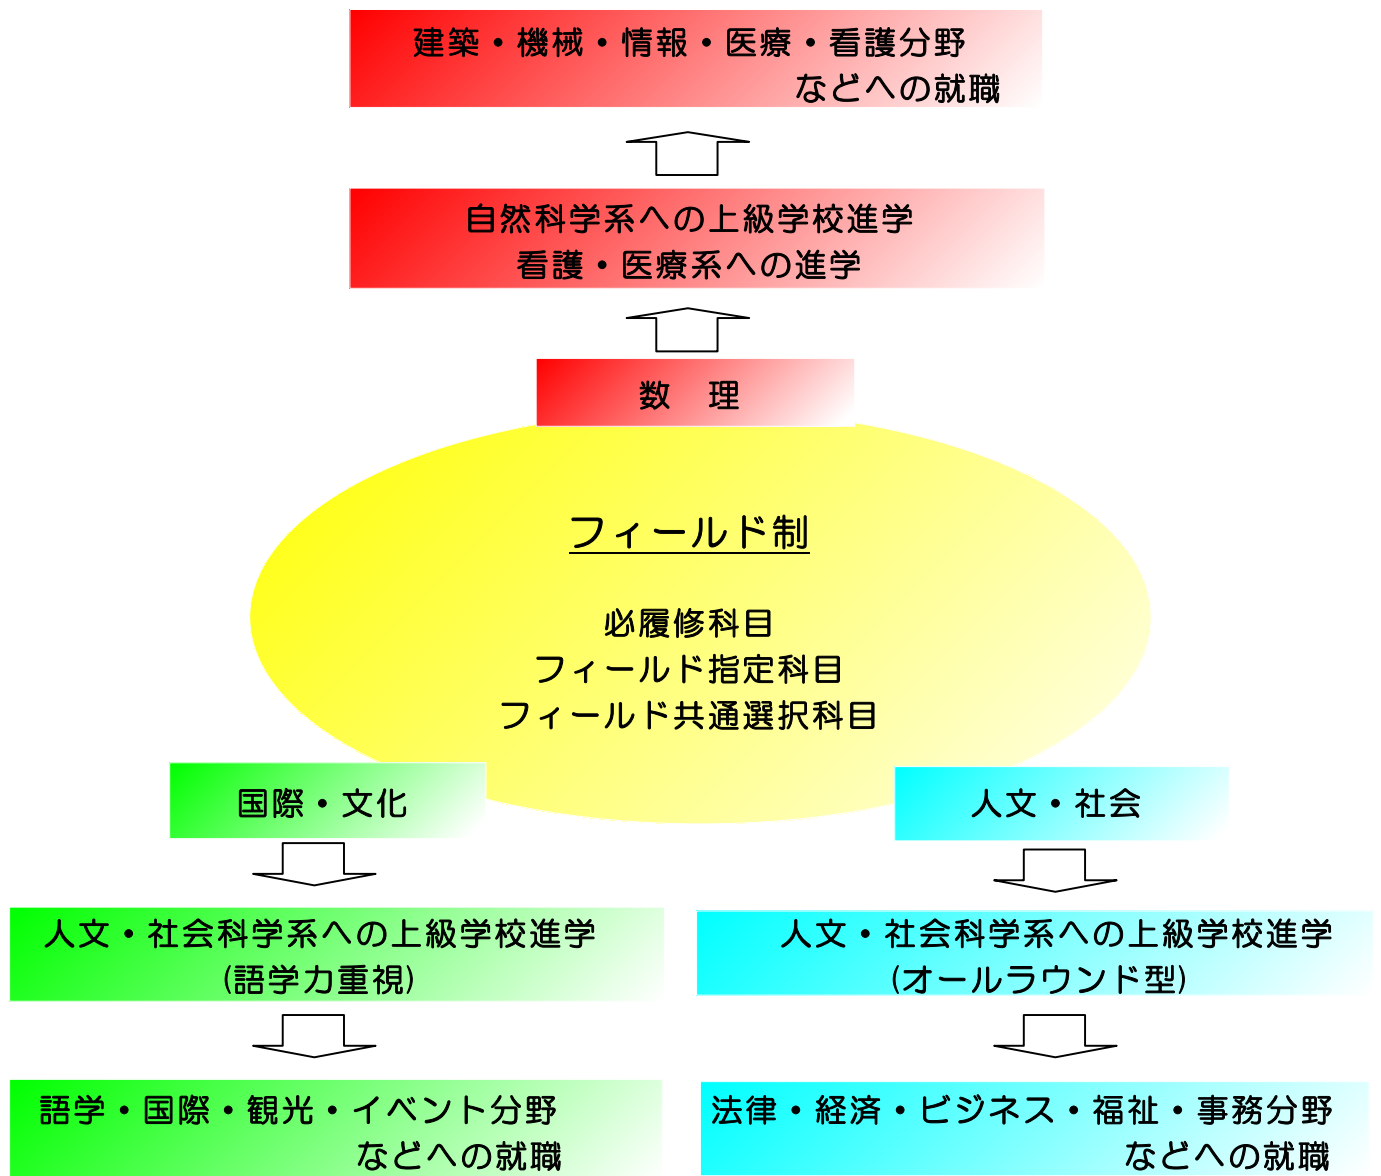 建築・機械・情報・医療・看護分野
などへの就職
自然科学系への上級学校進学
看護・医療系への進学
数　理
フィールド制
必履修科目
フィールド指定科目
フィールド共通選択科目
国際・文化
人文・社会科学系への上級学校進学
(語学力重視)
語学・国際・観光・イベント分野
などへの就職
人文・社会
人文・社会科学系への上級学校進学
(オールラウンド型)
法律・経済・ビジネス・福祉・事務分野
などへの就職